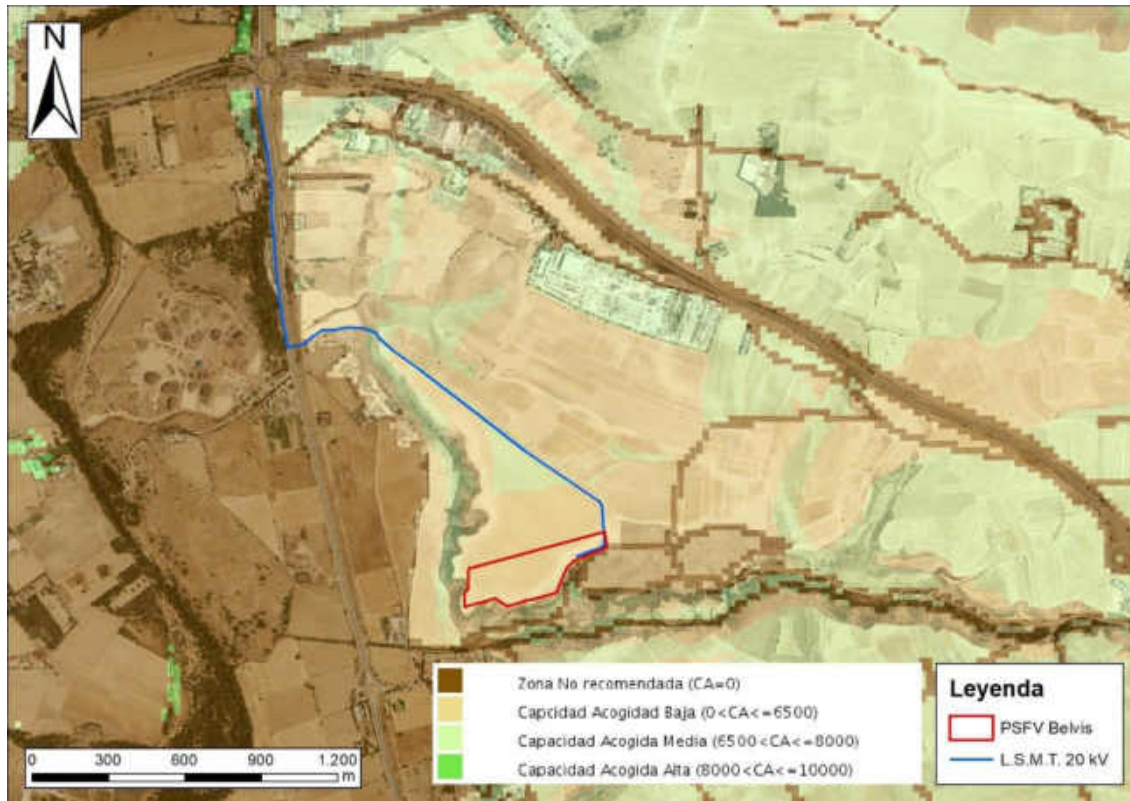 N
Zona No recomendada (CA=0)
Capcidad Acogidad Baja (0<CA<=6500)
Capacidad Acogida Media (6500<CA<=8000)
Capacidad Acogida Alta (8000<CA<=10000)
Leyenda
PSFV Belvis
L.S.M.T. 20 kV
0 300 600 900 1.200
m